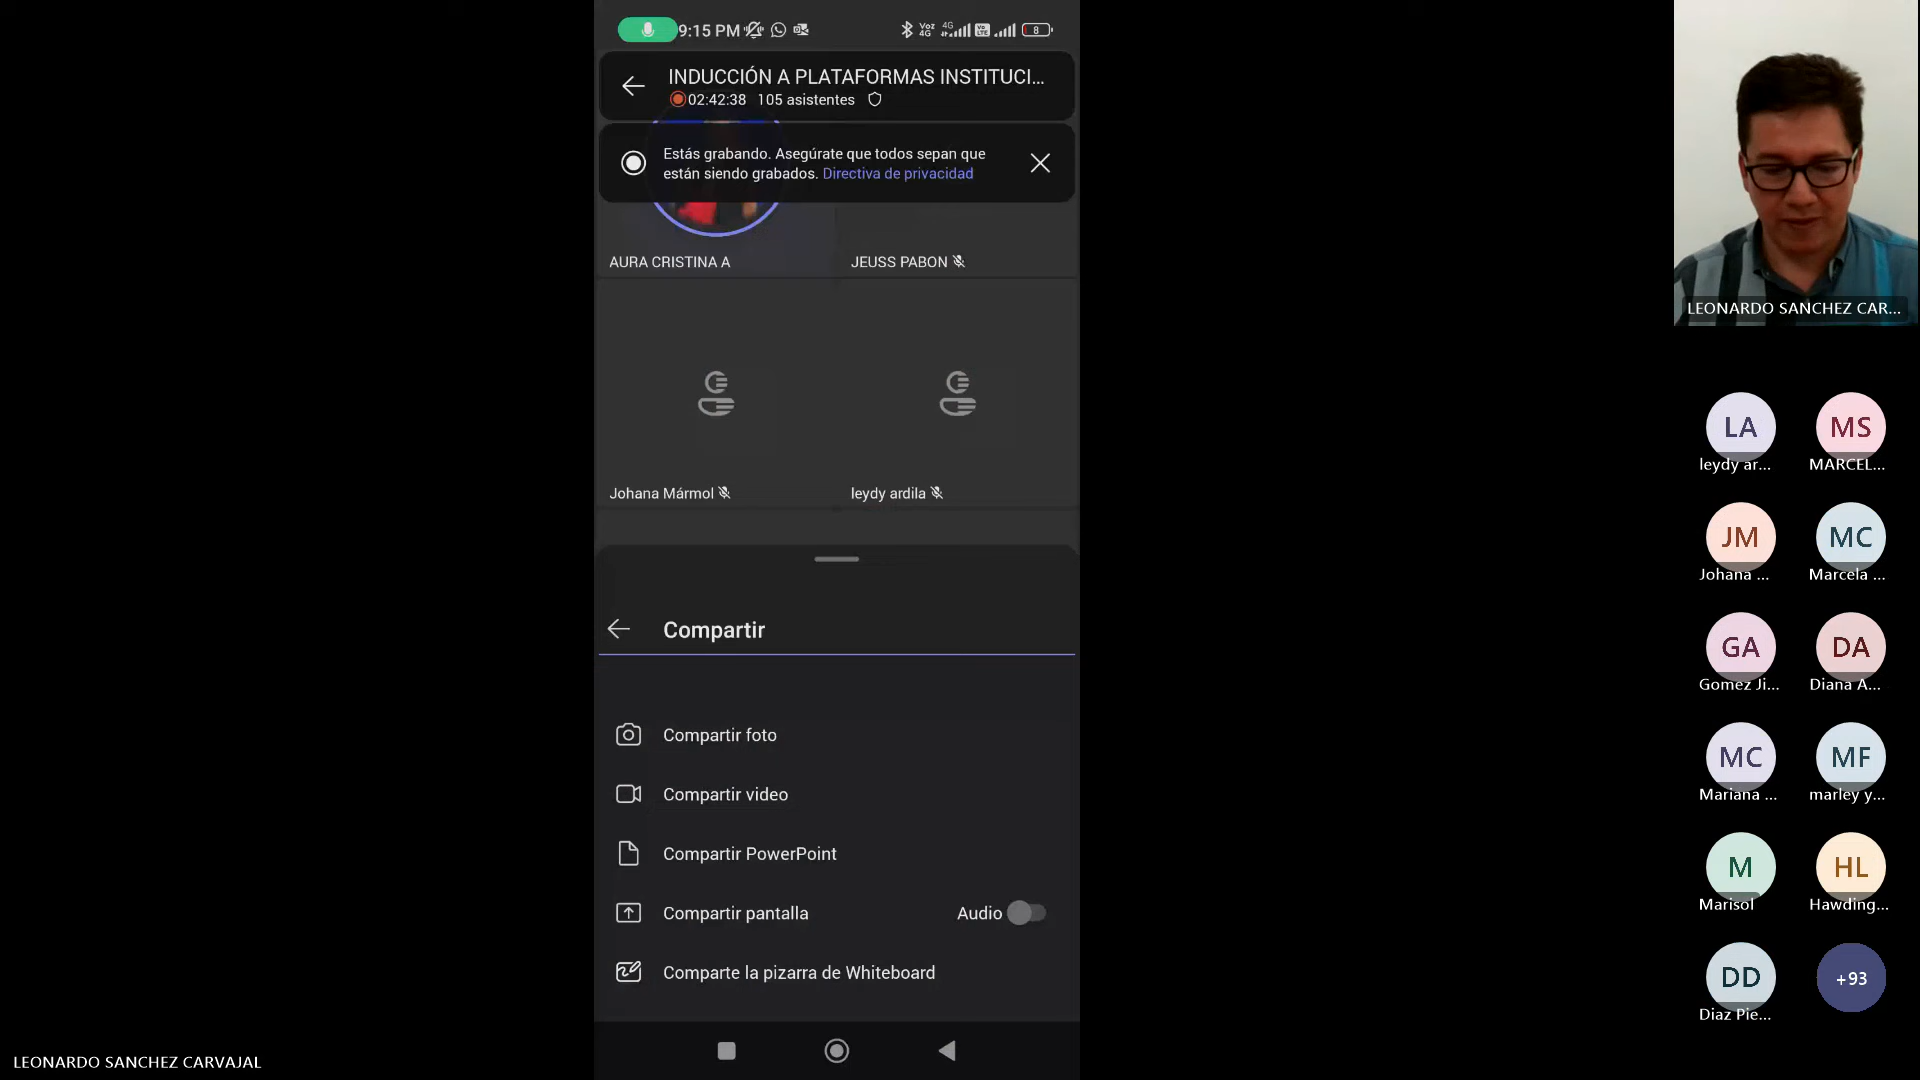 9:15 PM
Voz
4G
4G
8
INDUCCIÓN A PLATAFORMAS INSTITUCI...
02:42:38 105 asistentes
Estás grabando. Asegúrate que todos sepan que
están siendo grabados. Directiva de privacidad
AURA CRISTINA A
JEUSS PABON
Johana Mármol
leydy ardila
Compartir
Compartir foto
Compartir video
Compartir PowerPoint
Compartir pantalla
Audio
Comparte la pizarra de Whiteboard
LEONARDO SANCHEZ CARVAJAL
LEONARDO SANCHEZ CAR...
LA
leydy ar...
MS
MARCEL...
JM
Johana ...
MC
Marcela ...
GA
Gomez Ji...
DA
Diana A...
MC
Mariana ...
MF
marley y...
M
Marisol
HL
Hawding...
DD
Diaz Pie...
+93